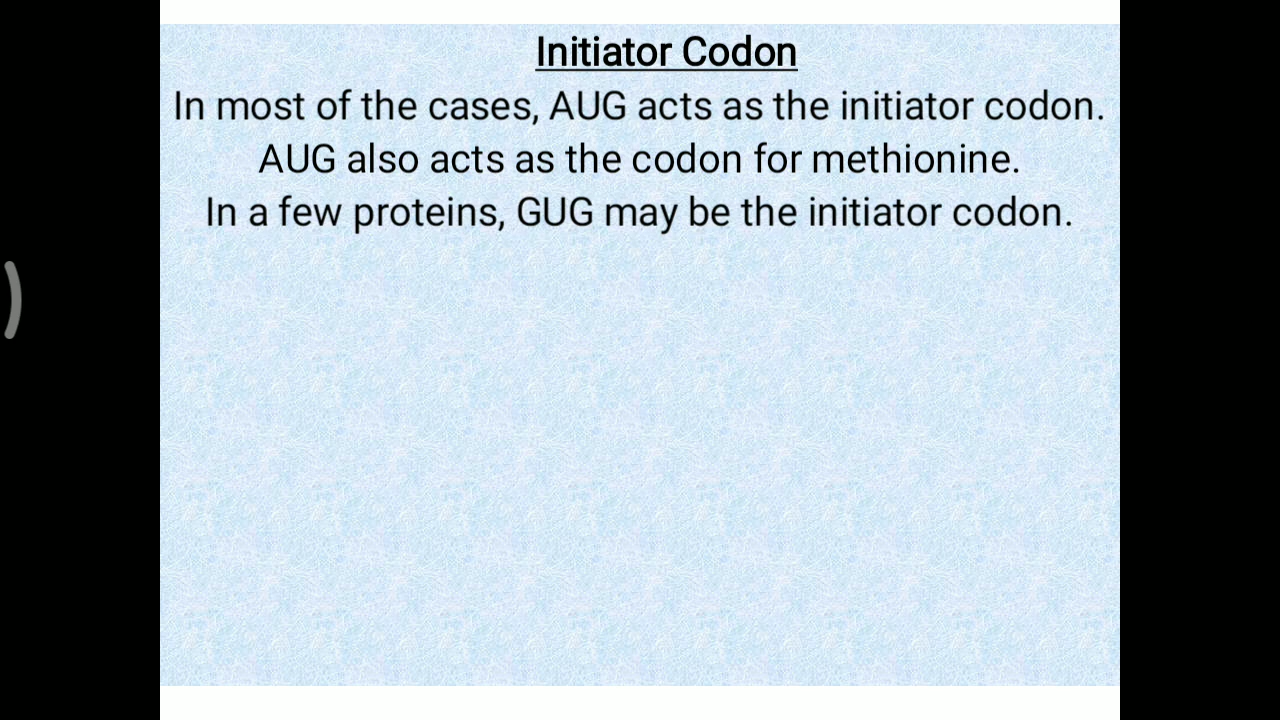 Initiator Codon
In most of the cases, AUG acts as the initiator codon.
AUG also acts as the codon for methionine.
In a few proteins, GUG may be the initiator codon.